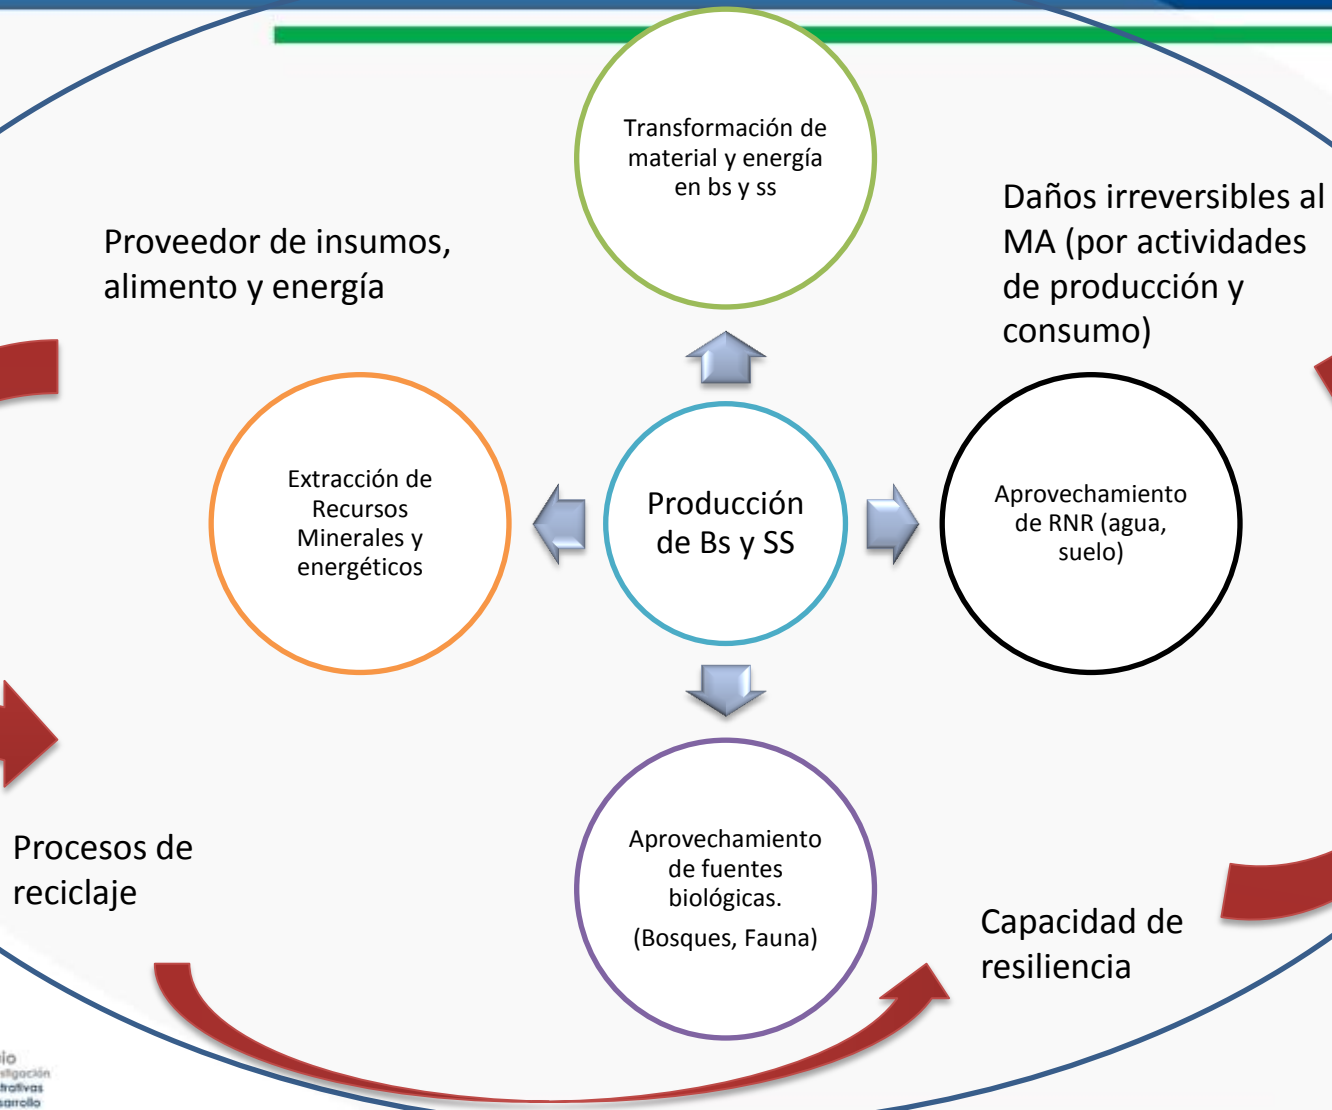 Transformación de
material y energía
en bs y ss
Proveedor de insumos,
alimento y energía
Daños irreversibles al
MA (por actividades
de producción y
consumo)
Extracción de
Recursos
Minerales y
energéticos
Producción
de Bs y SS
Aprovechamiento
de RNR (agua,
suelo)
Procesos de
reciclaje
Aprovechamiento
de fuentes
biológicas.
(Bosques, Fauna)
Capacidad de
resiliencia